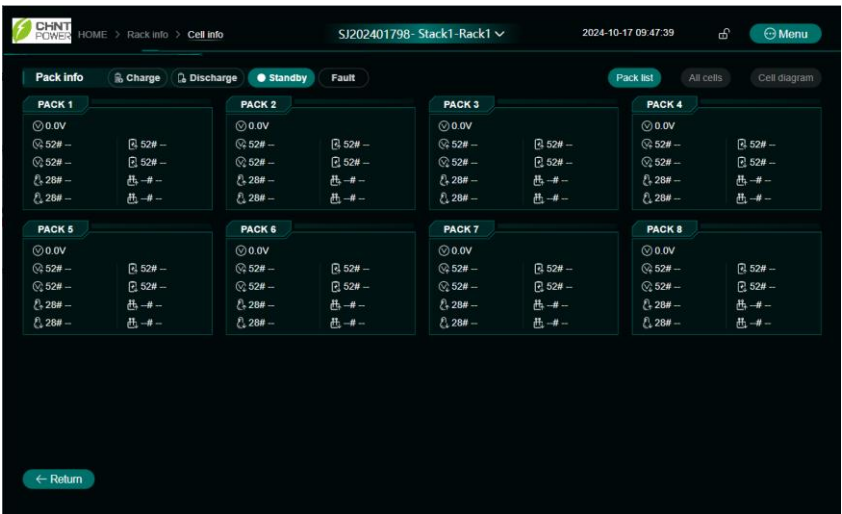 CHNT
POWER
HOME > Rack info > Cell info
SJ202401798- Stack1-Rack1
2024-10-17 09:47:39
Menu
Pack info
Charge
Discharge
Standby
Fault
Pack list
All cells
Cell diagram
PACK 1 PACK 2 PACK 3 PACK 4
0.0V 0.0V 0.0V 0.0V
52# -- 52# -- 52# -- 52# -- 52# -- 52# -- 52# -- 52# --
52# -- 52# -- 52# -- 52# -- 52# -- 52# -- 52# -- 52# --
28# -- --# -- 28# -- --# -- 28# -- --# -- 28# -- --# --
28# -- --# -- 28# -- --# -- 28# -- --# -- 28# -- --# --
PACK 5 PACK 6 PACK 7 PACK 8
0.0V 0.0V 0.0V 0.0V
52# -- 52# -- 52# -- 52# -- 52# -- 52# -- 52# -- 52# --
52# -- 52# -- 52# -- 52# -- 52# -- 52# -- 52# -- 52# --
28# -- --# -- 28# -- --# -- 28# -- --# -- 28# -- --# --
28# -- --# -- 28# -- --# -- 28# -- --# -- 28# -- --# --
← Return